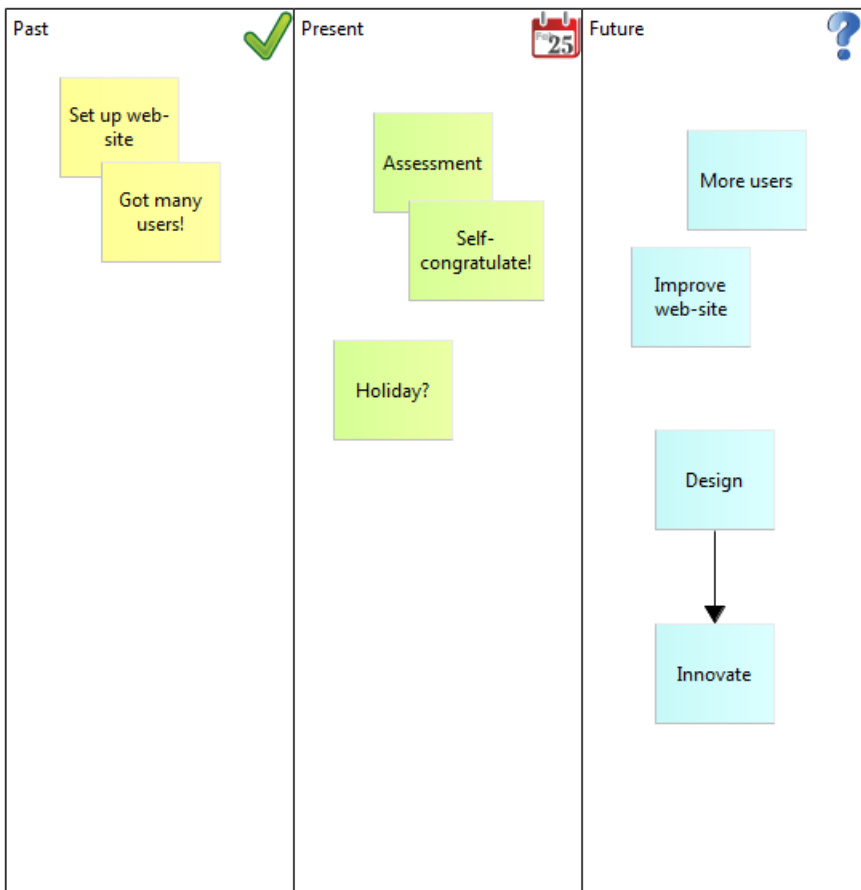 Past
Present
Future
25
Set up web-
site
Got many
users!
Assessment
Self-
congratulate!
Holiday?
More users
Improve
web-site
Design
Innovate